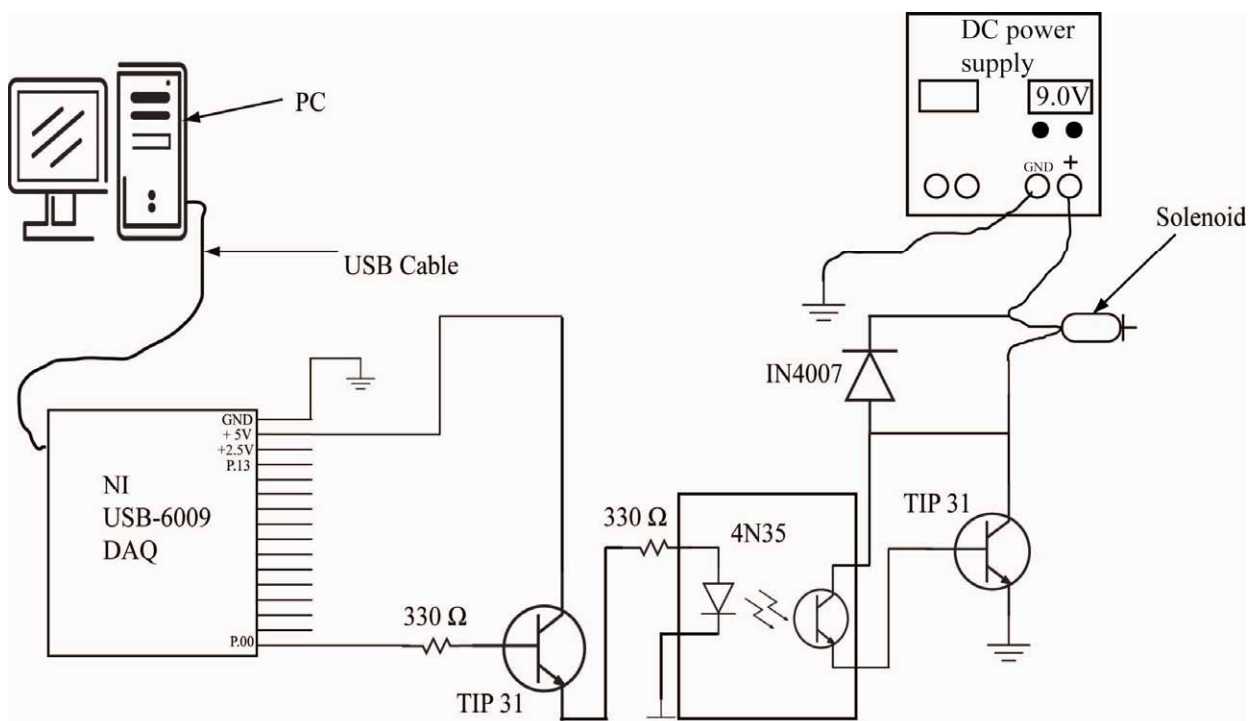 DC power
supply
9.0V
PC
GND
+
Solenoid
USB Cable
IN4007
GND
+ 5V
+2.5V
P.13
NI
USB-6009
DAQ
330 Ω
4N35
TIP 31
330 Ω
P.00
TIP 31